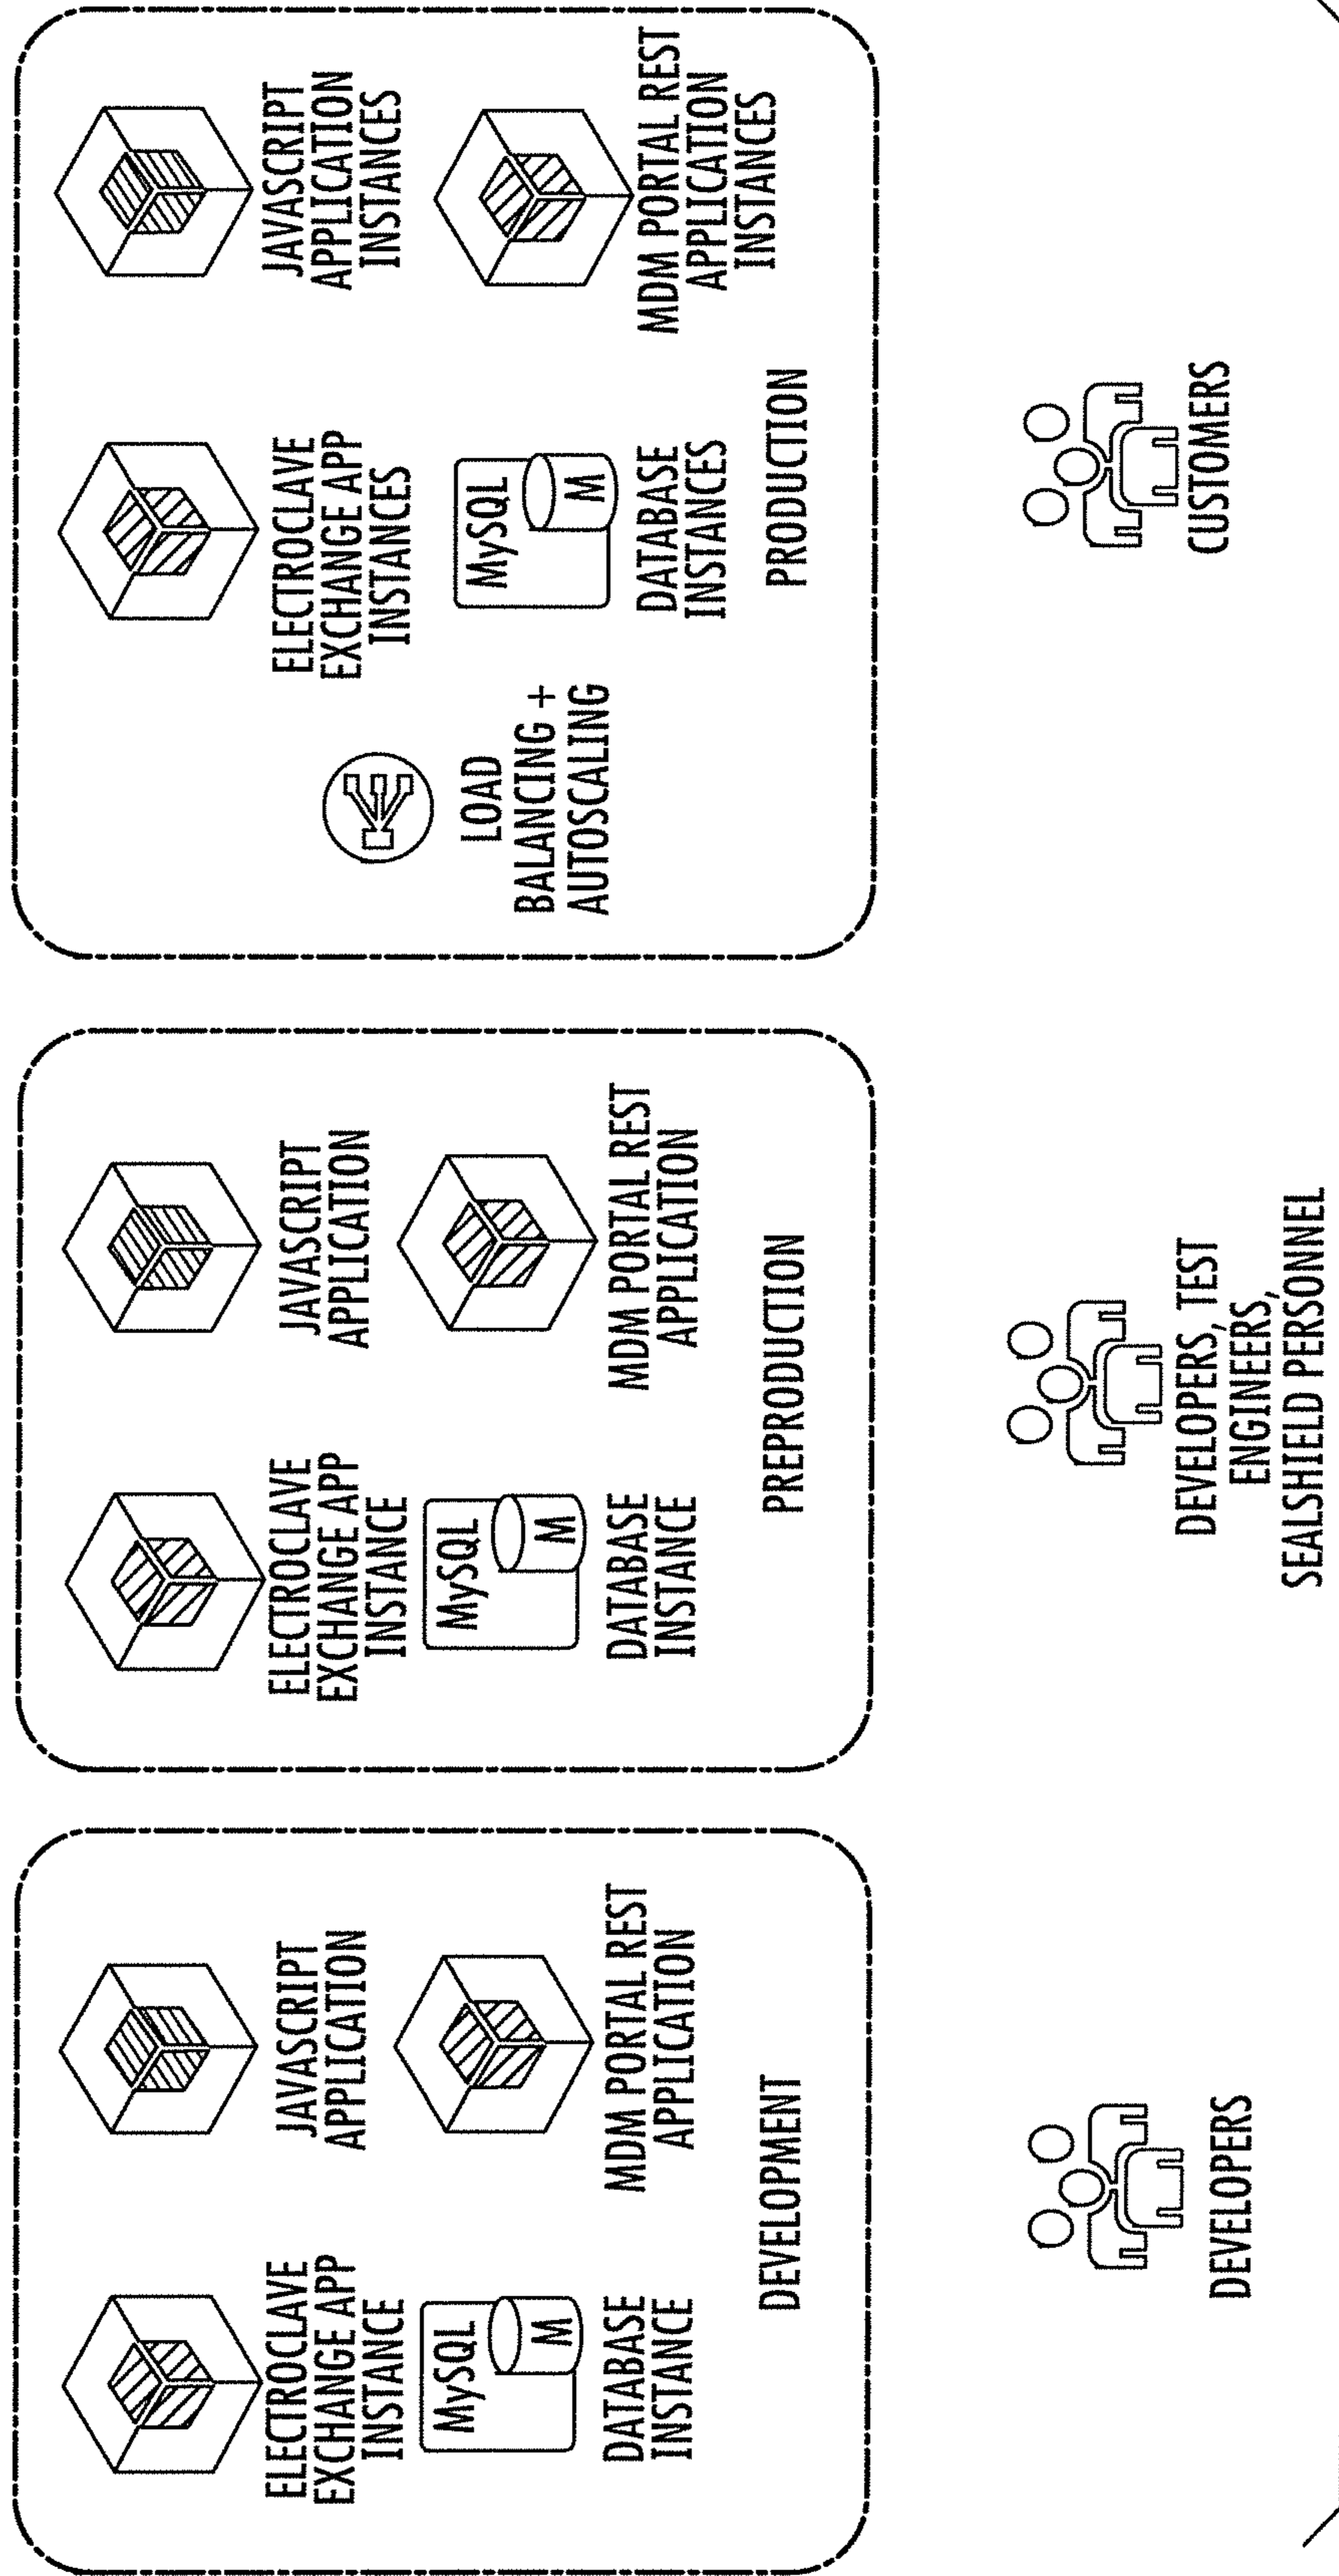 ELECTROCLAVE
EXCHANGE APP
INSTANCE
JAVASCRIPT
APPLICATION
MySQL
M
DATABASE
INSTANCE
MDM PORTAL REST
APPLICATION
DEVELOPMENT
DEVELOPERS
ELECTROCLAVE
EXCHANGE APP
INSTANCE
JAVASCRIPT
APPLICATION
MySQL
M
DATABASE
INSTANCE
MDM PORTAL REST
APPLICATION
PREPRODUCTION
DEVELOPERS, TEST
ENGINEERS,
SEALSHIELD PERSONNEL
LOAD
BALANCING +
AUTOSCALING
ELECTROCLAVE
EXCHANGE APP
INSTANCES
JAVASCRIPT
APPLICATION
INSTANCES
MySQL
M
DATABASE
INSTANCES
MDM PORTAL REST
APPLICATION
INSTANCES
PRODUCTION
CUSTOMERS